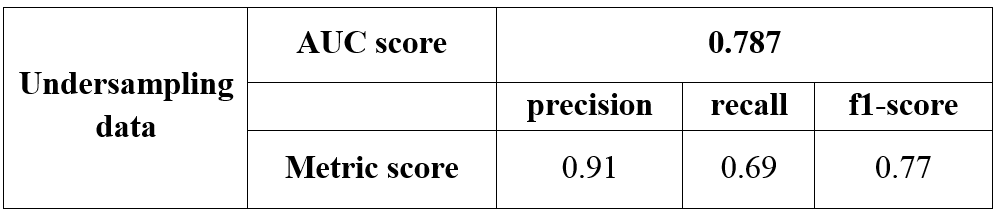 Undersampling
data
AUC score 0.787
precision recall f1-score
Metric score 0.91 0.69 0.77